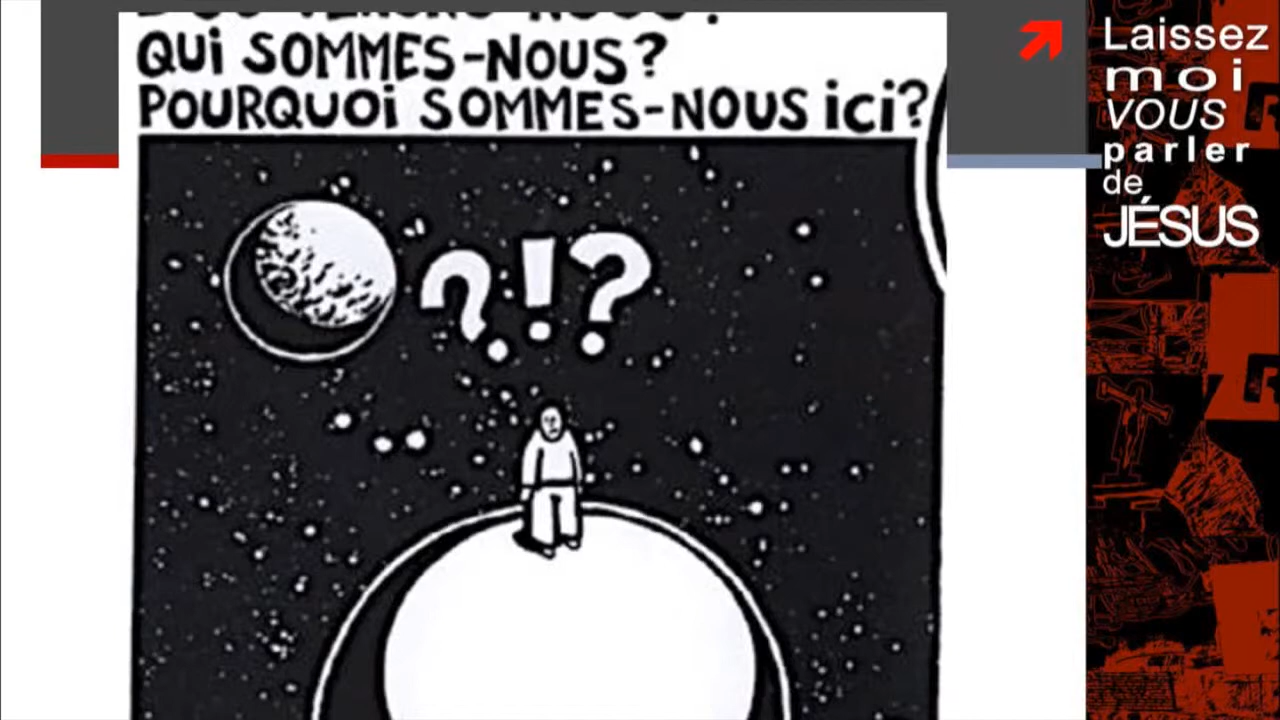 QUi SOMMES-NOUS?
POURQUOi SOMMES-NOUS ici?
?!?
Laissez
moi
VOUS
parler
de
JÉSUS